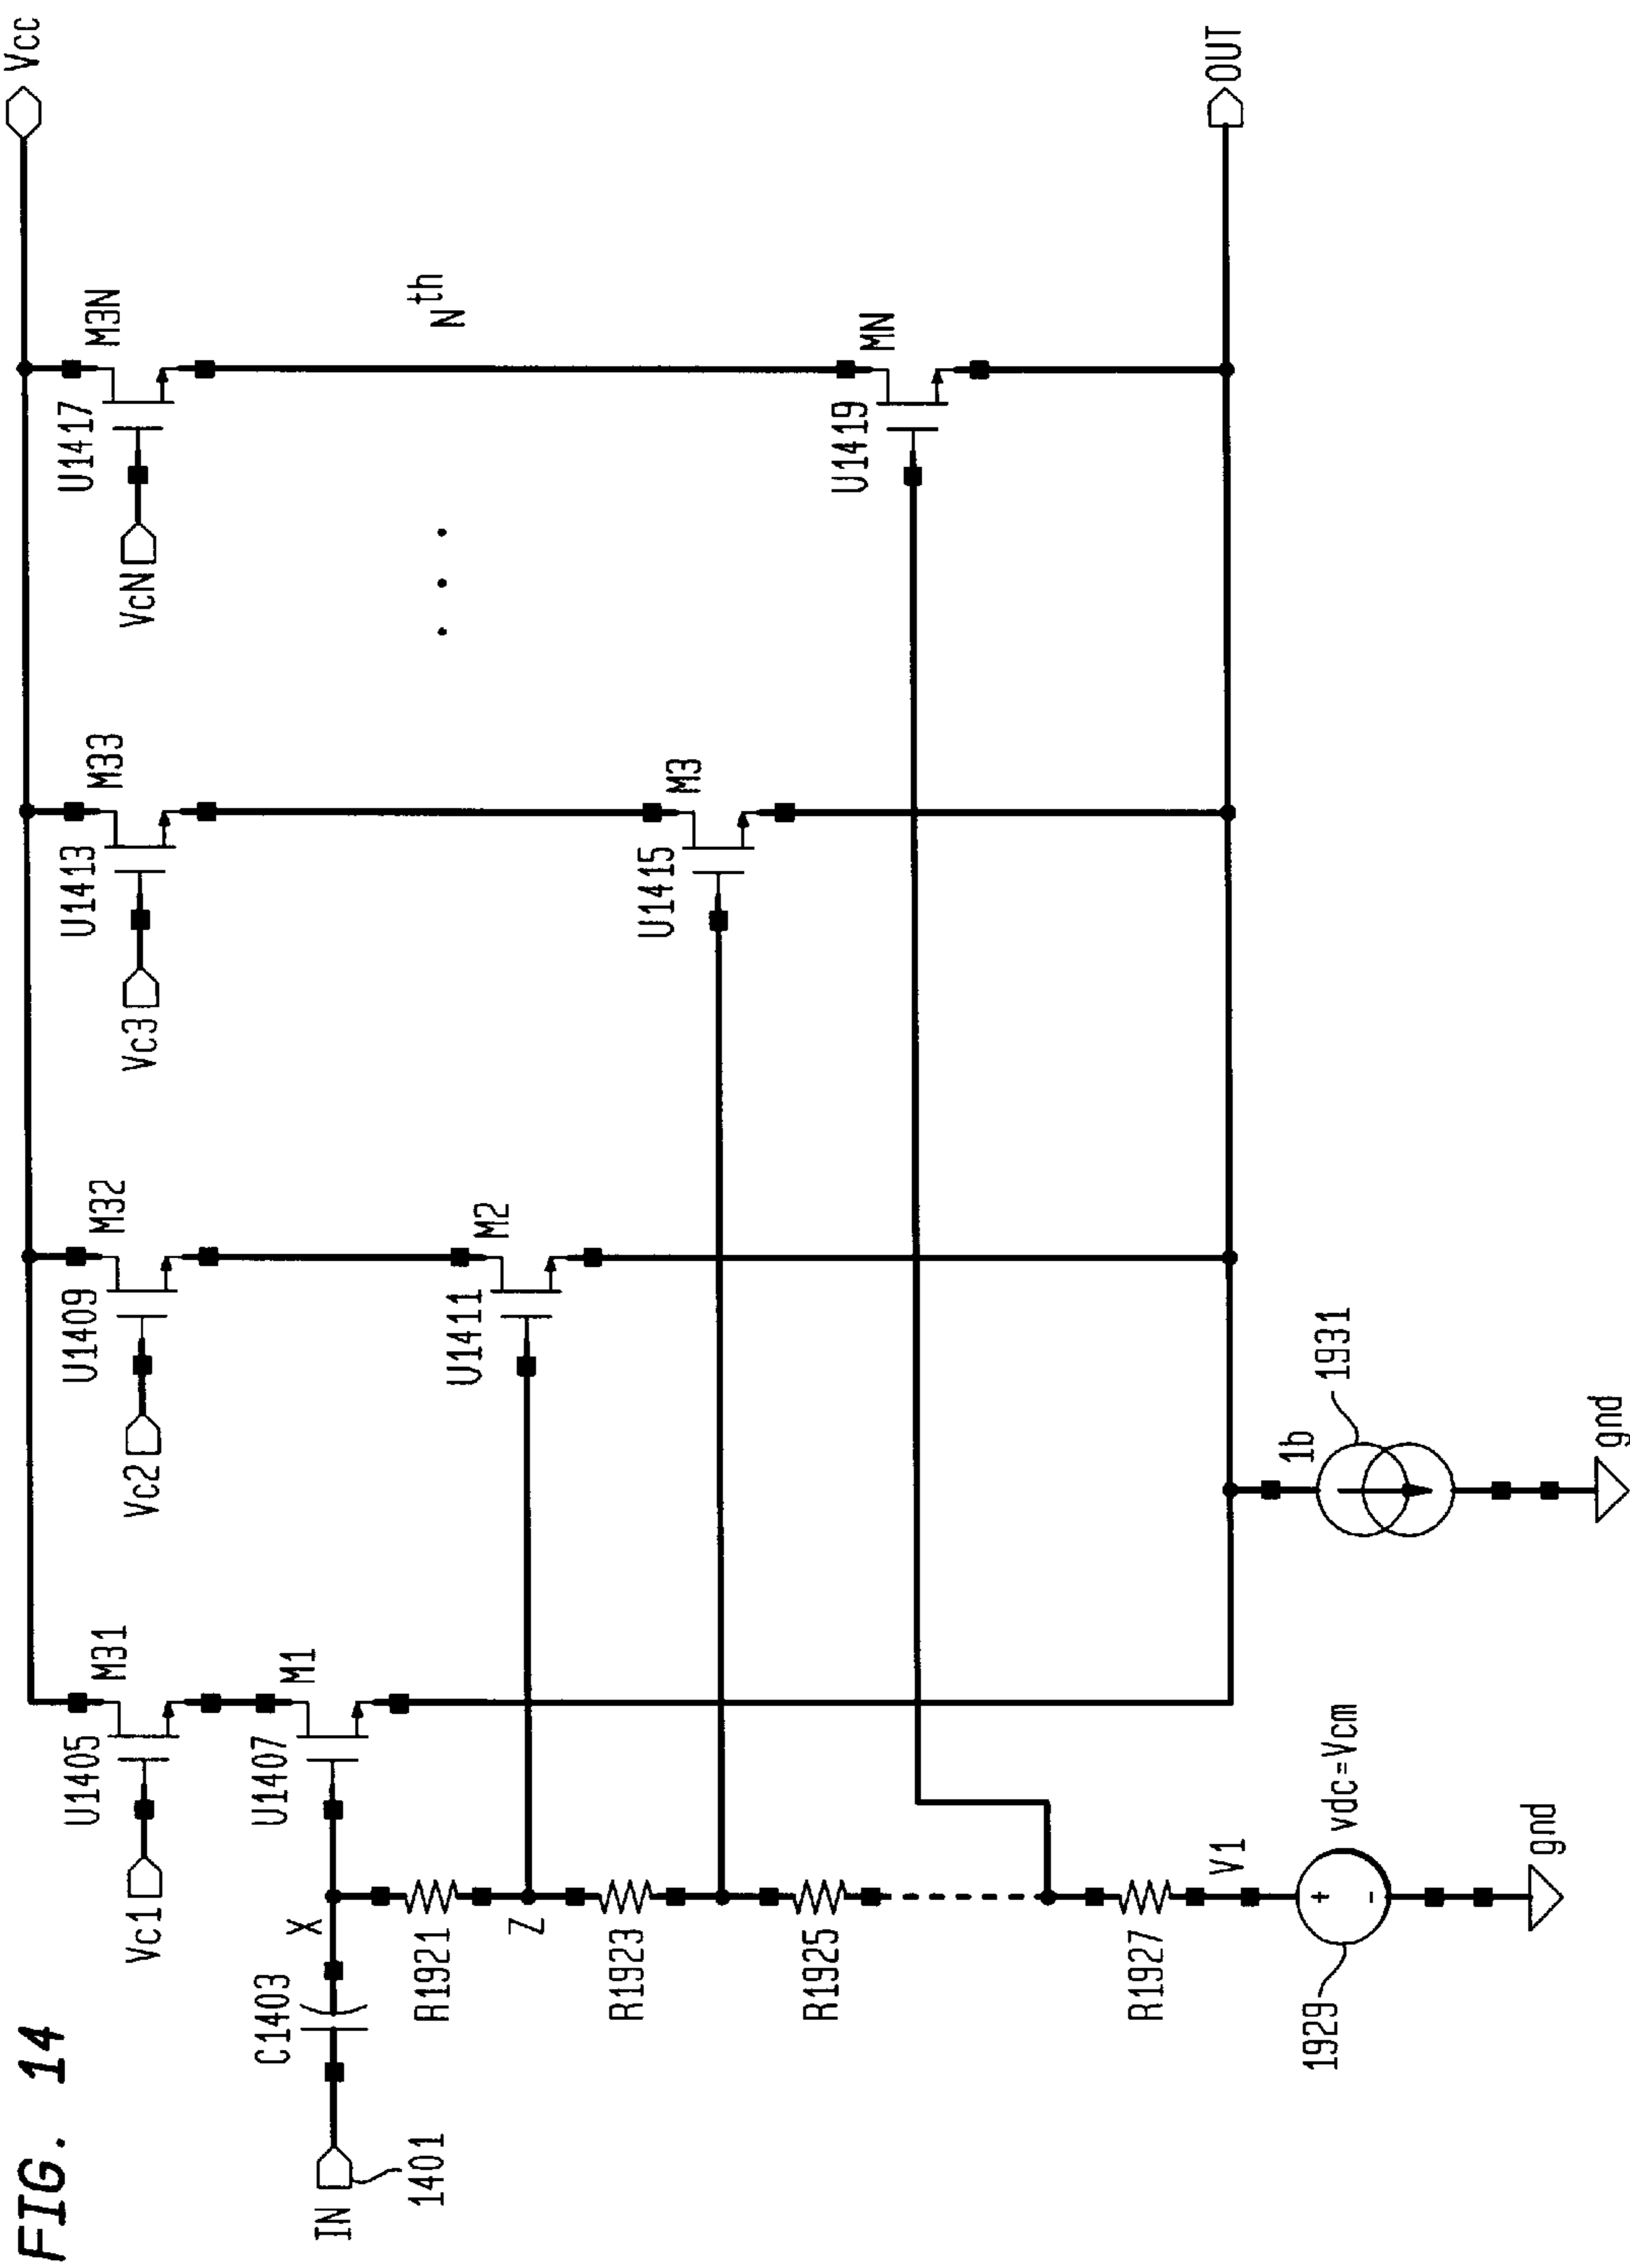 FIG. 14
Vcc
U1405
M31
U1409
M32
U1413
M33
U1417
M3N
Vc1
Vc2
Vc3
VcN
IN
1401
C1403
X
U1407
M1
R1921
Z
U1411
M2
R1923
U1415
M3
R1925
U1419
MN
Nth
R1927
V1
1929
vdc=Vcm
gnd
1b
1931
gnd
OUT
+
-